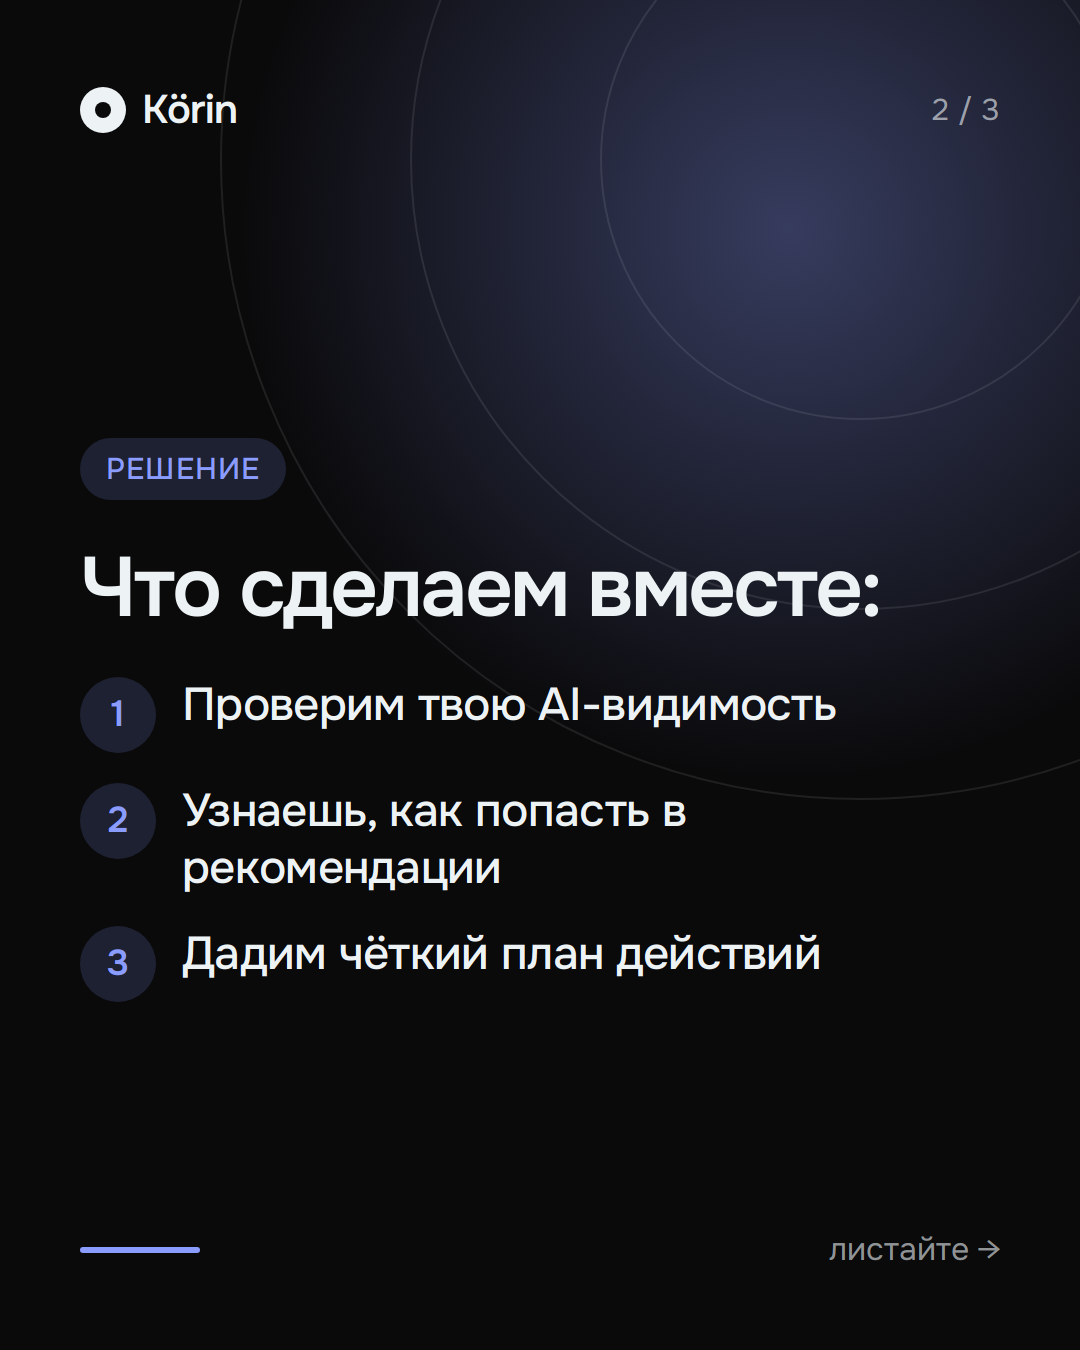 Körin
2 / 3
РЕШЕНИЕ
Что сделаем вместе:
1 Проверим твою AI-видимость
2 Узнаешь, как попасть в
рекомендации
3 Дадим чёткий план действий
листайте →